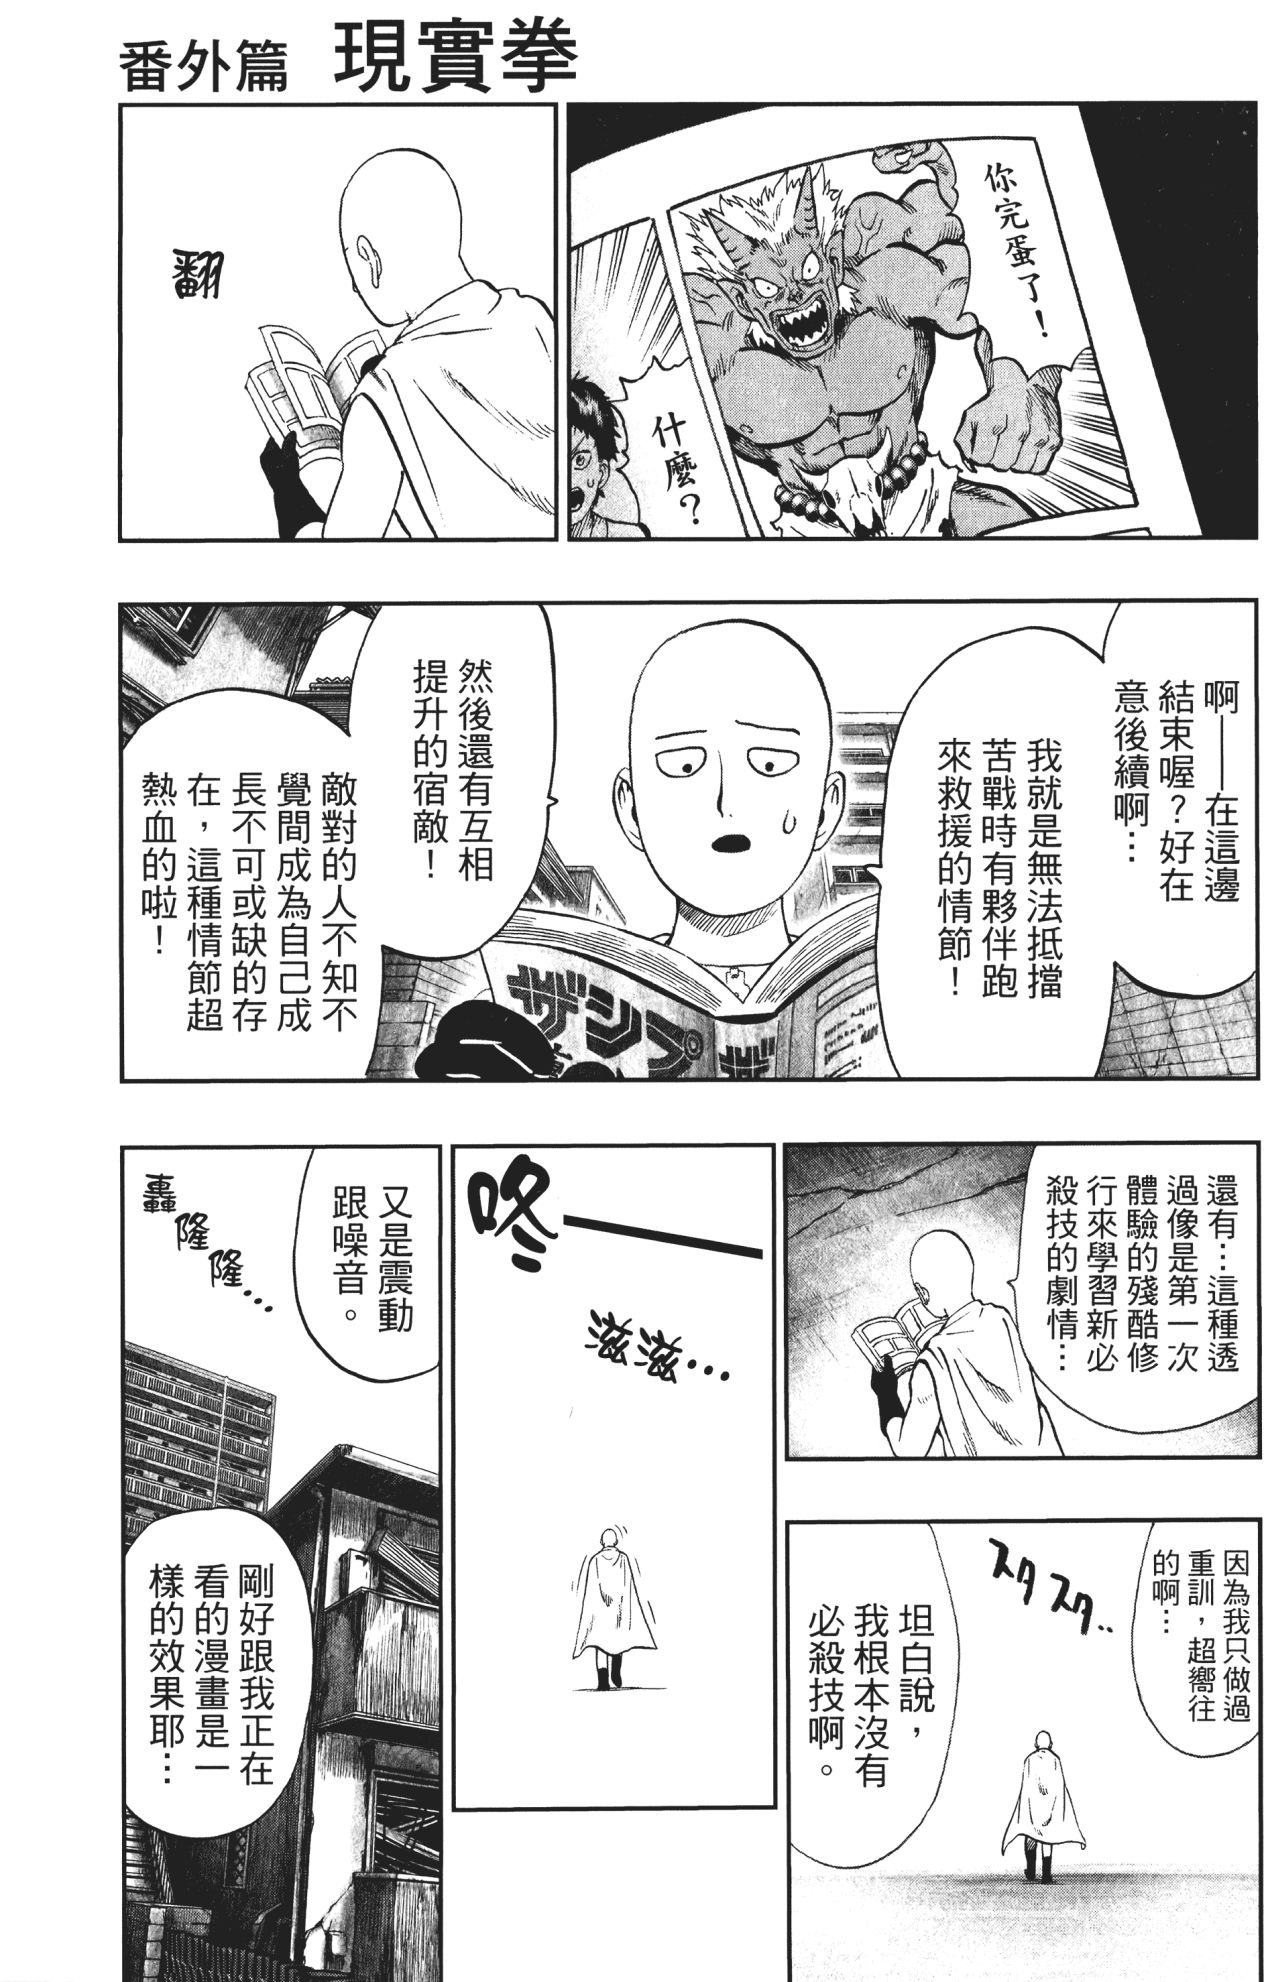 番外篇 現實拳
你完蛋了！
什麼？
翻
啊——在這邊
結束喔？好在
意後續啊…
我就是無法抵擋
苦戰時有夥伴跑
來救援的情節！
然後還有互相
提升的宿敵！
敵對的人不知不
覺間成為自己成
長不可或缺的存
在，這種情節超
熱血的啦！
ザシプ
ザ
還有…這種透
過像是第一次
體驗的殘酷修
行來學習新必
殺技的劇情…
因為我只做過
重訓，超嚮往
的啊…
スタスタ‥
坦白說，
我根本沒有
必殺技啊。
咚——
滋滋…
又是震動
跟噪音。
轟隆隆…
剛好跟我正在
看的漫畫是一
樣的效果耶…